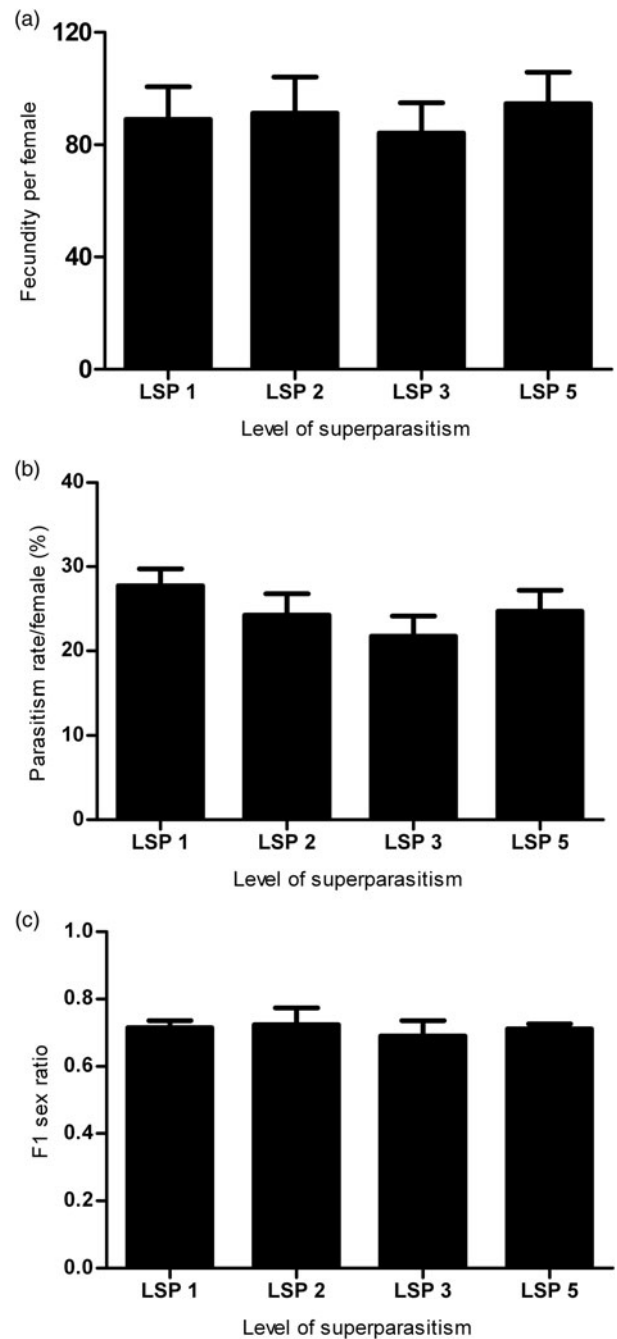 (a)
120
80
40
0
Fecundity per female
LSP 1 LSP 2 LSP 3 LSP 5
Level of superparasitism
(b)
40
30
20
10
0
Parasitism rate/female (%)
LSP 1 LSP 2 LSP 3 LSP 5
Level of superparasitism
(c)
1.0
0.8
0.6
0.4
0.2
0.0
F1 sex ratio
LSP 1 LSP 2 LSP 3 LSP 5
Level of superparasitism